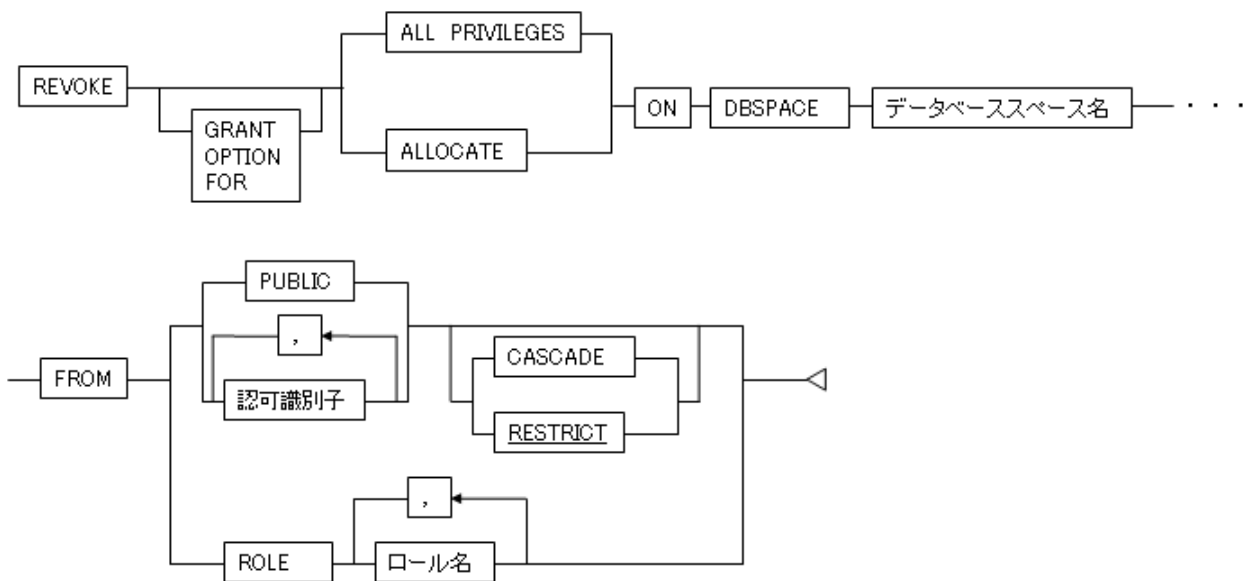 ALL PRIVILEGES
REVOKE
GRANT
OPTION
FOR
ALLOCATE
ON
DBSPACE
データベーススペース名
・・・
PUBLIC
,
認可識別子
FROM
CASCADE
RESTRICT
,
ROLE
ロール名